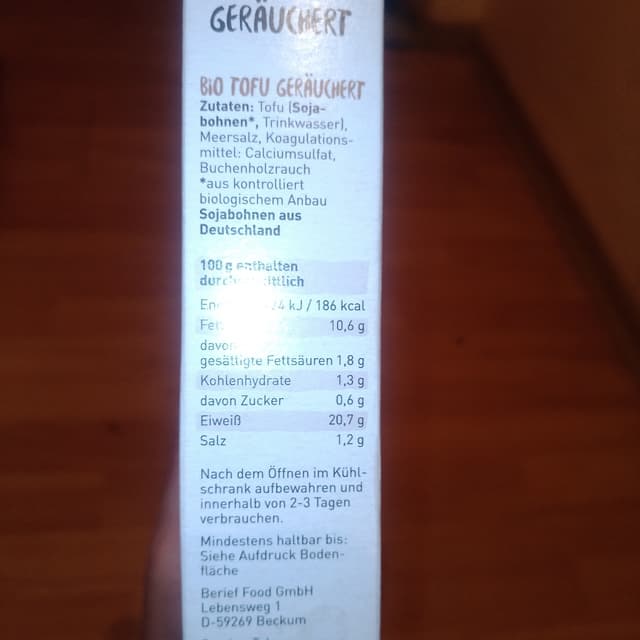 GERÄUCHERT
BIO TOFU GERÄUCHERT
Zutaten: Tofu (Soja-
bohnen*, Trinkwasser),
Meersalz, Koagulations-
mittel: Calciumsulfat,
Buchenholzrauch
*aus kontrolliert
biologischem Anbau
Sojabohnen aus
Deutschland
100 g enthalten
kJ / 186 kcal
10,6 g
davon
gesättigte Fettsäuren 1,8 g
Kohlenhydrate 1,3 g
davon Zucker 0,6 g
Eiweiß 20,7 g
Salz 1,2 g
Nach dem Öffnen im Kühl-
schrank aufbewahren und
innerhalb von 2-3 Tagen
verbrauchen.
Mindestens haltbar bis:
Siehe Aufdruck Boden-
fläche
Berief Food GmbH
Lebensweg 1
D-59269 Beckum